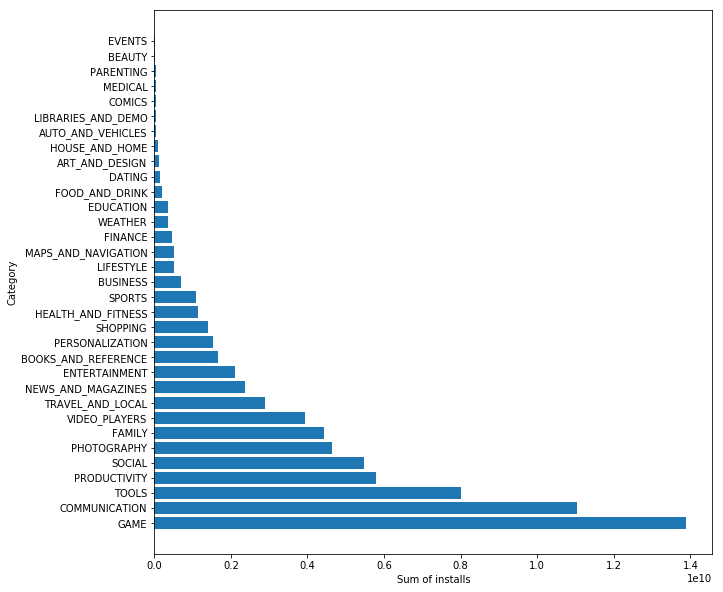 EVENTS
BEAUTY
PARENTING
MEDICAL
COMICS
LIBRARIES_AND_DEMO
AUTO_AND_VEHICLES
HOUSE_AND_HOME
ART_AND_DESIGN
DATING
FOOD_AND_DRINK
EDUCATION
WEATHER
FINANCE
MAPS_AND_NAVIGATION
LIFESTYLE
BUSINESS
SPORTS
HEALTH_AND_FITNESS
SHOPPING
PERSONALIZATION
BOOKS_AND_REFERENCE
ENTERTAINMENT
NEWS_AND_MAGAZINES
TRAVEL_AND_LOCAL
VIDEO_PLAYERS
FAMILY
PHOTOGRAPHY
SOCIAL
PRODUCTIVITY
TOOLS
COMMUNICATION
GAME
Category
0.0 0.2 0.4 0.6 0.8 1.0 1.2 1.4
1e10
Sum of installs